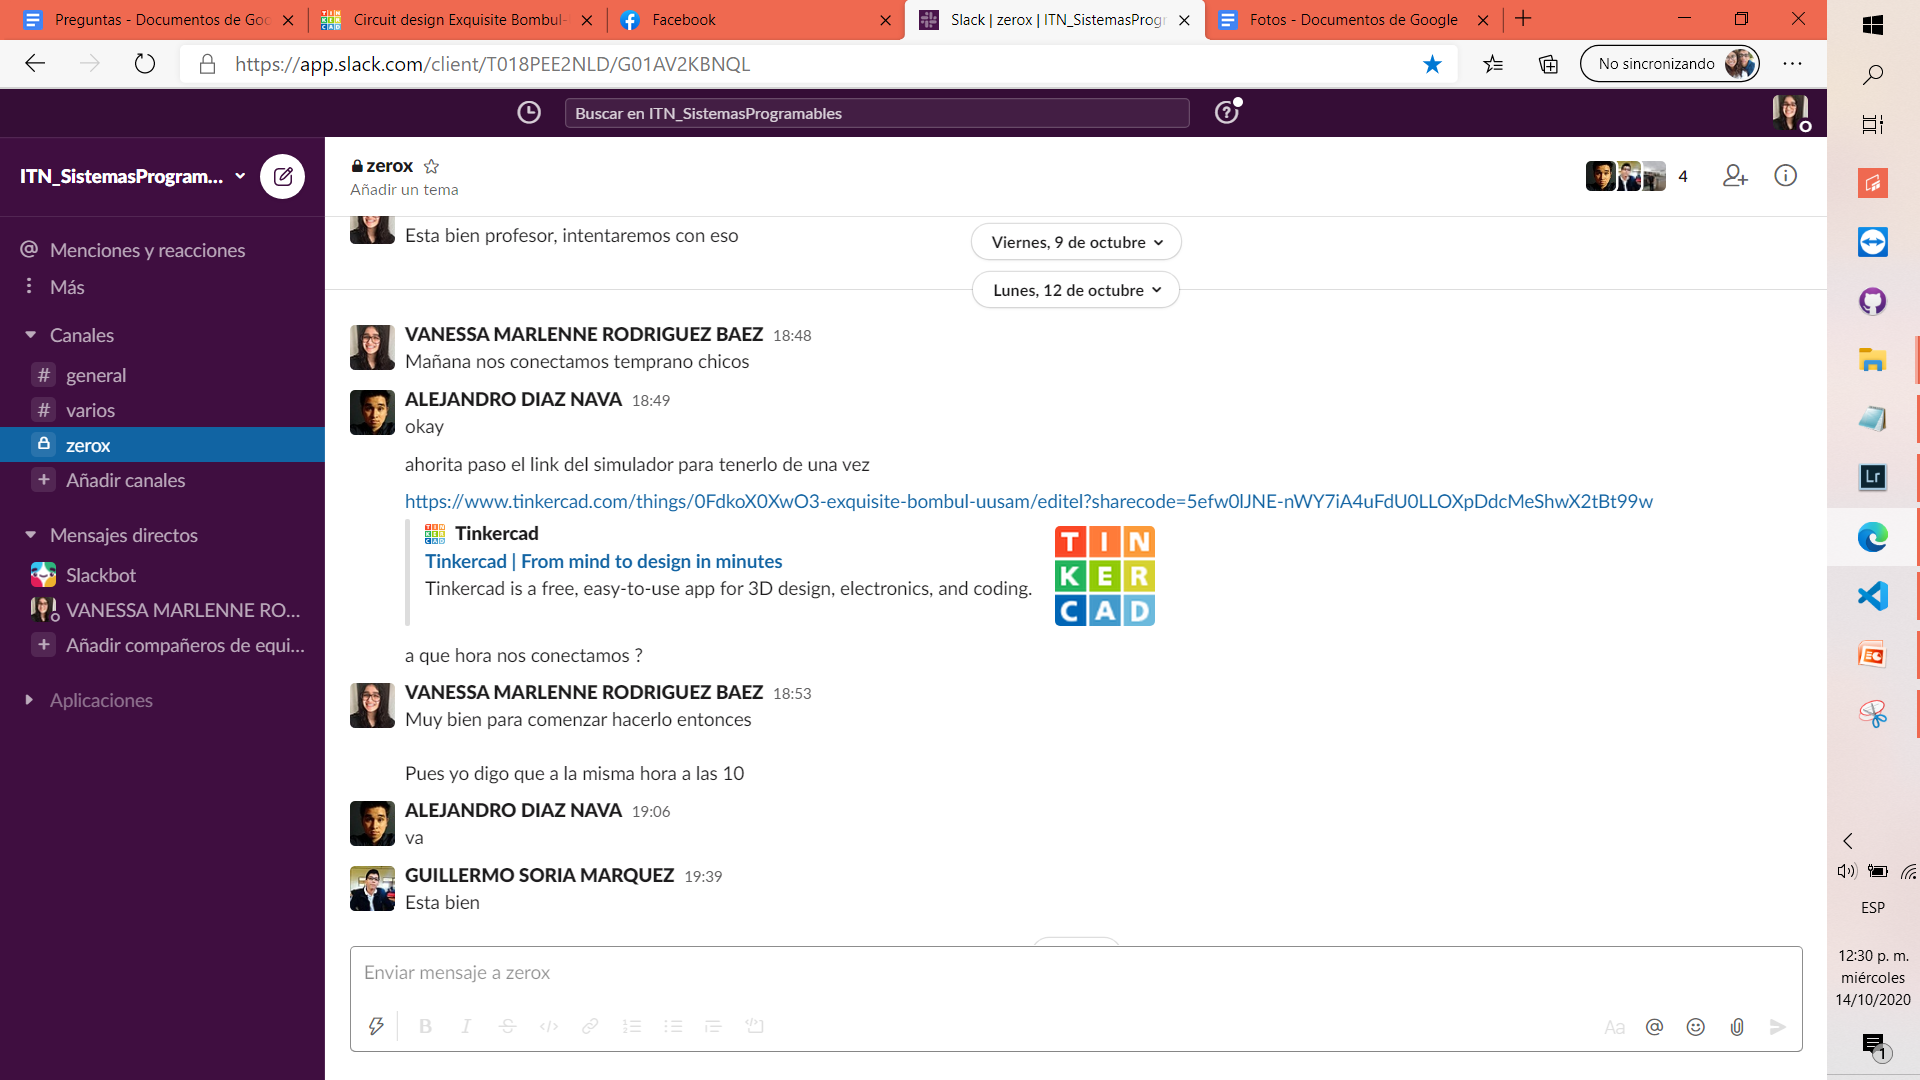 Preguntas - Documentos de Goo
Circuit design Exquisite Bombul-
Facebook
Slack | zerox | ITN_SistemasProgr
Fotos - Documentos de Google
https://app.slack.com/client/T018PEE2NLD/G01AV2KBNQL
No sincronizando
Buscar en ITN_SistemasProgramables
ITN_SistemasProgram...
Menciones y reacciones
Más
Canales
# general
# varios
zerox
+ Añadir canales
Mensajes directos
Slackbot
VANESSA MARLENNE RO...
+ Añadir compañeros de equi...
Aplicaciones
zerox
Añadir un tema
4
Esta bien profesor, intentaremos con eso
Viernes, 9 de octubre
Lunes, 12 de octubre
VANESSA MARLENNE RODRIGUEZ BAEZ 18:48
Mañana nos conectamos temprano chicos
ALEJANDRO DIAZ NAVA 18:49
okay
ahorita paso el link del simulador para tenerlo de una vez
https://www.tinkercad.com/things/0FdkoX0XwO3-exquisite-bombul-uusam/editel?sharecode=5efw0lJNE-nWY7iA4uFdU0LLOXpDdcMeShwX2tBt99w
Tinkercad
Tinkercad | From mind to design in minutes
Tinkercad is a free, easy-to-use app for 3D design, electronics, and coding.
TIN
KER
CAD
a que hora nos conectamos ?
VANESSA MARLENNE RODRIGUEZ BAEZ 18:53
Muy bien para comenzar hacerlo entonces
Pues yo digo que a la misma hora a las 10
ALEJANDRO DIAZ NAVA 19:06
va
GUILLERMO SORIA MARQUEZ 19:39
Esta bien
Enviar mensaje a zerox
B I S </>
Aa @
Lr
ESP
12:30 p. m.
miércoles
14/10/2020
1